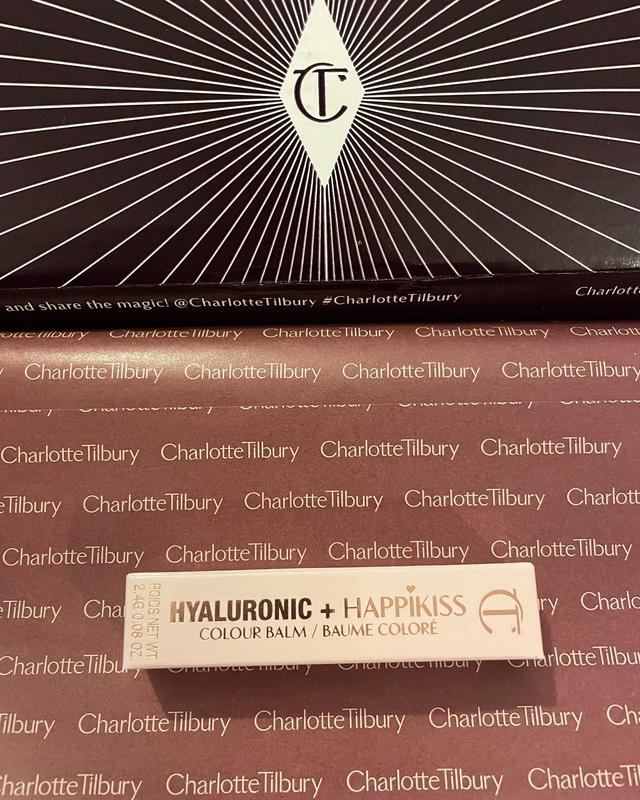 CT
and share the magic! @CharlotteTilbury #CharlotteTilbury Charlotte
CharlotteTilbury CharlotteTilbury CharlotteTilbury
CharlotteTilbury CharlotteTilbury CharlotteTilbury CharlotteTilbury
CharlotteTilbury CharlotteTilbury CharlotteTilbury
CharlotteTilbury CharlotteTilbury CharlotteTilbury CharlotteTilbury
CharlotteTilbury CharlotteTilbury CharlotteTilbury
CharlotteTilbury CharlotteTilbury CharlotteTilbury CharlotteTilbury
POIDS NET WT.
2.4G 0.08 OZ.
HYALURONIC + HAPPIKISS CT
COLOUR BALM / BAUME COLORÉ
CharlotteTilbury CharlotteTilbury CharlotteTilbury
CharlotteTilbury CharlotteTilbury CharlotteTilbury